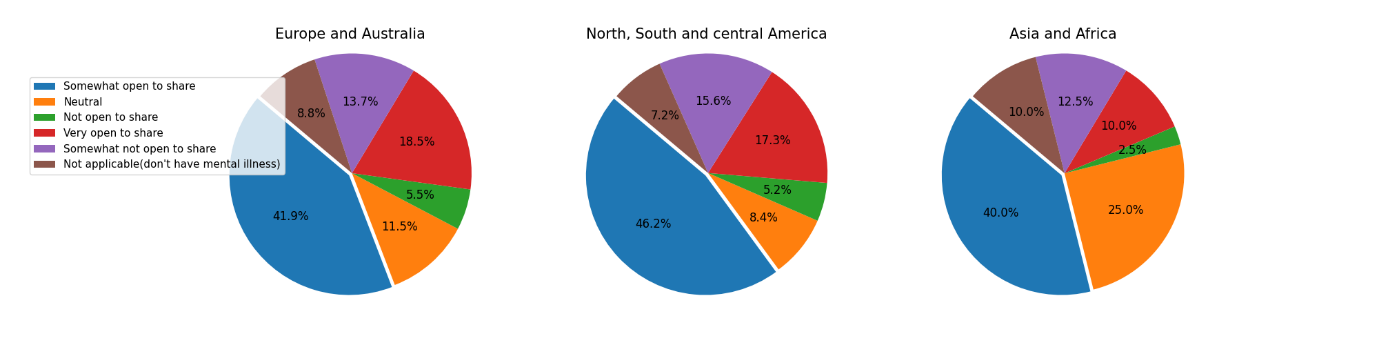 Europe and Australia
North, South and central America
Asia and Africa
Somewhat open to share
Neutral
Not open to share
Very open to share
Somewhat not open to share
Not applicable(don't have mental illness)
41.9%
11.5%
5.5%
18.5%
13.7%
8.8%
46.2%
8.4%
5.2%
17.3%
15.6%
7.2%
40.0%
25.0%
2.5%
10.0%
12.5%
10.0%